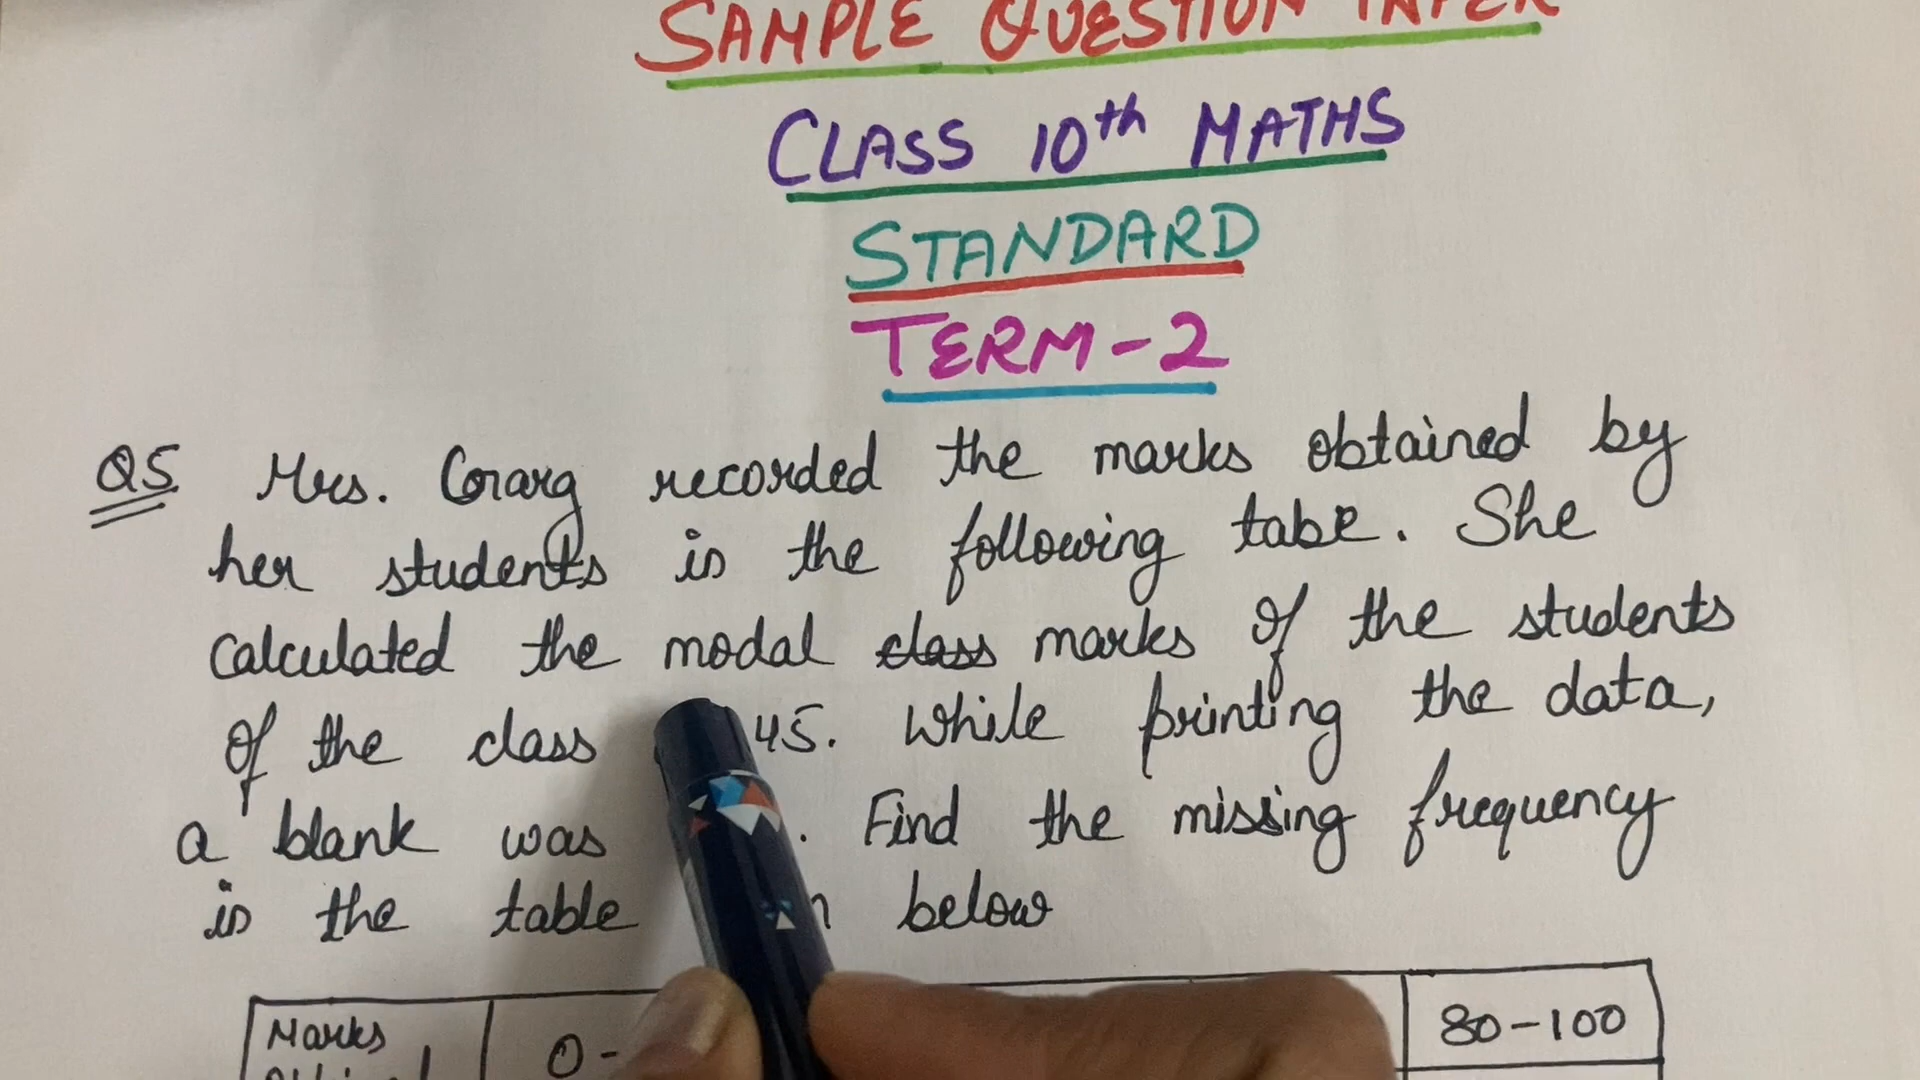 SAMPLE QUESTION PAPER
CLASS 10th MATHS
STANDARD
TERM-2
Q5 Mrs. Garg recorded the marks obtained by
her students in the following table. She
calculated the modal class marks of the students
of the class 45. While printing the data,
a blank was . Find the missing frequency
in the table below
Marks 0- 80-100